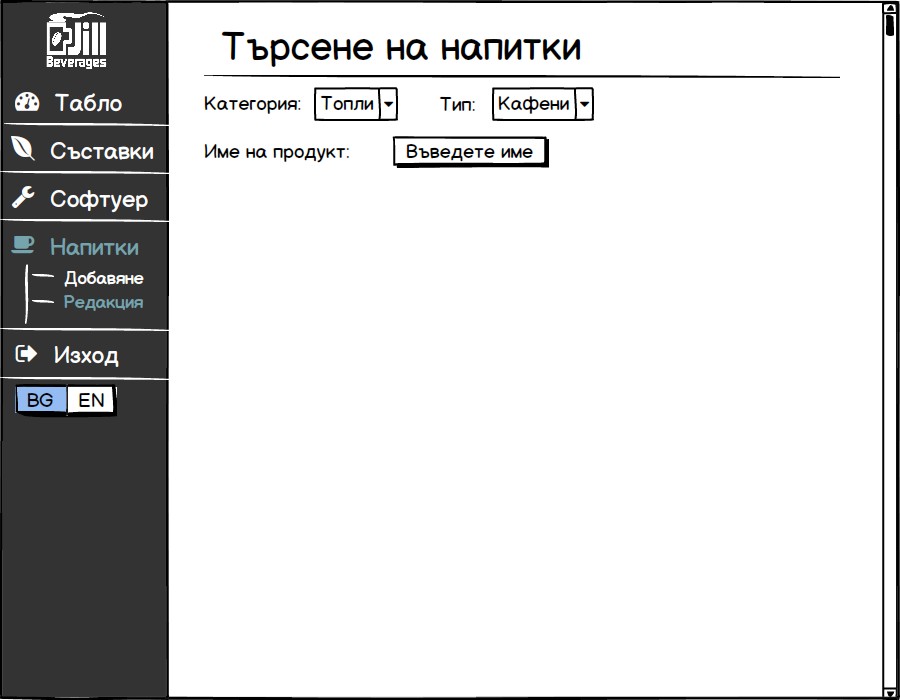 Jill
Beverages
Табло
Съставки
Софтуер
Напитки
Добавяне
Редакция
Изход
BG EN
Търсене на напитки
Категория: Топли Тип: Кафени
Име на продукт: Въведете име